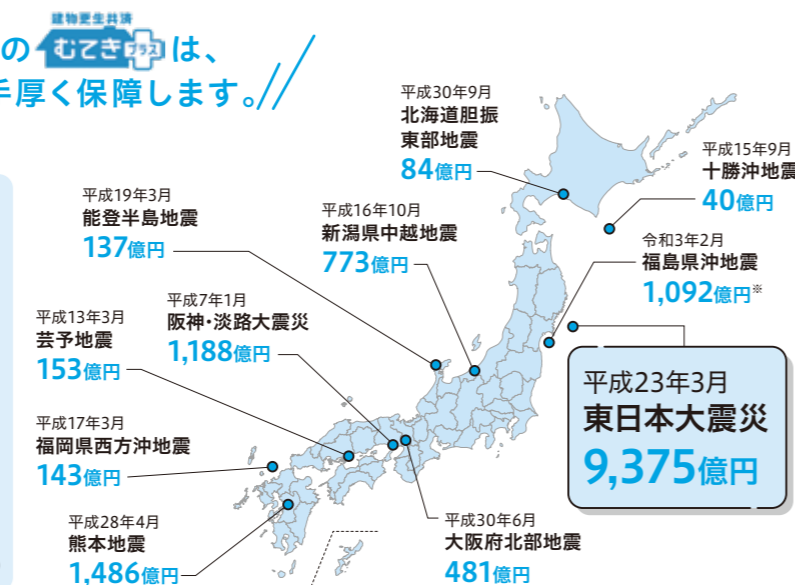 建物更生共済
の むてき プラス は、
手厚く保障します。
平成30年9月
北海道胆振
東部地震
84億円
平成15年9月
十勝沖地震
40億円
平成19年3月
能登半島地震
137億円
平成16年10月
新潟県中越地震
773億円
令和3年2月
福島県沖地震
1,092億円※
平成7年1月
阪神・淡路大震災
1,188億円
平成13年3月
芸予地震
153億円
平成23年3月
東日本大震災
9,375億円
平成17年3月
福岡県西方沖地震
143億円
平成28年4月
熊本地震
1,486億円
平成30年6月
大阪府北部地震
481億円